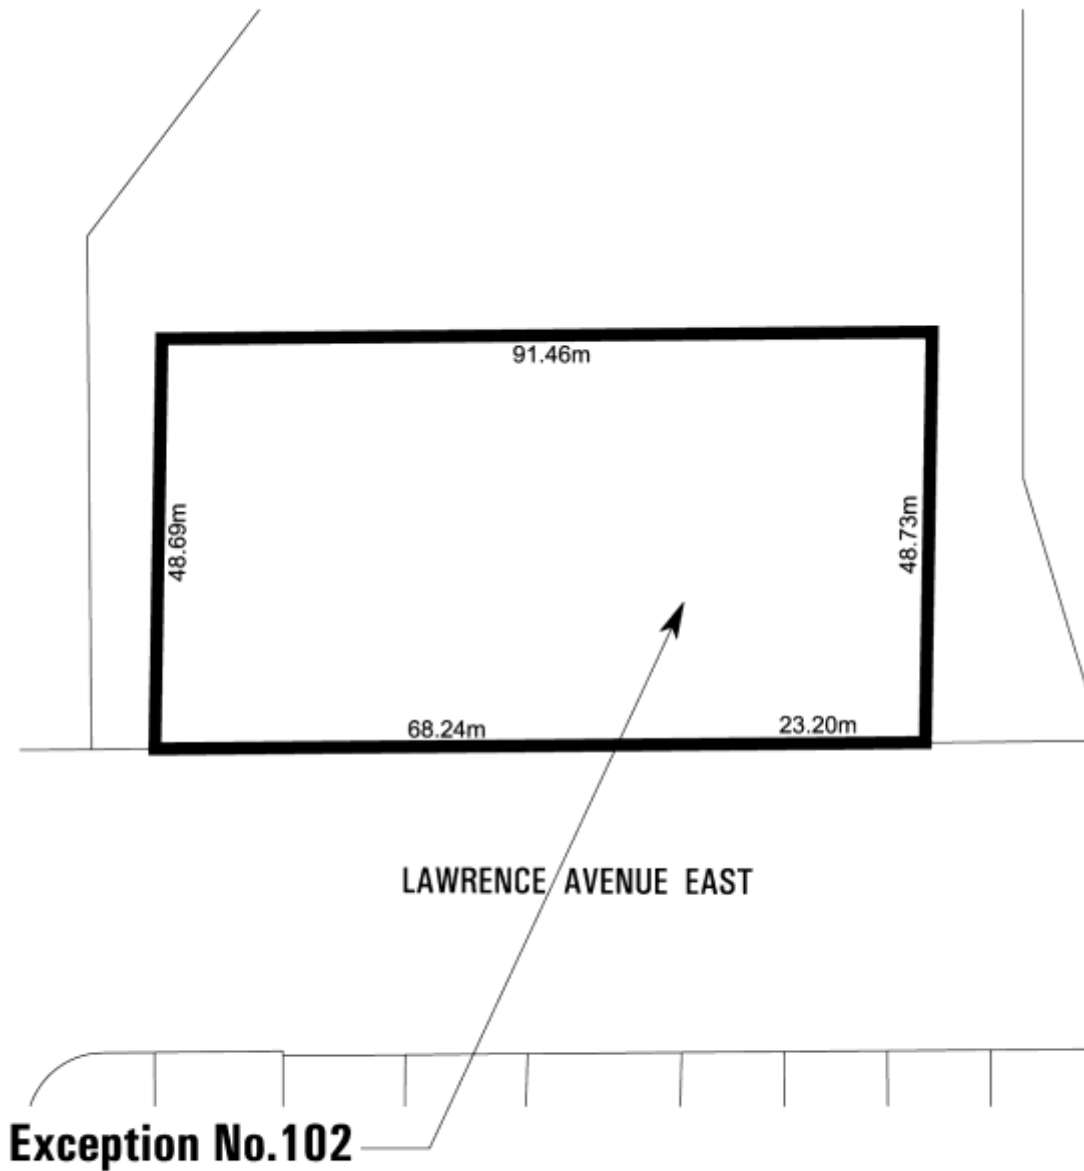 91.46m
48.69m
48.73m
68.24m
23.20m
LAWRENCE AVENUE EAST
Exception No.102